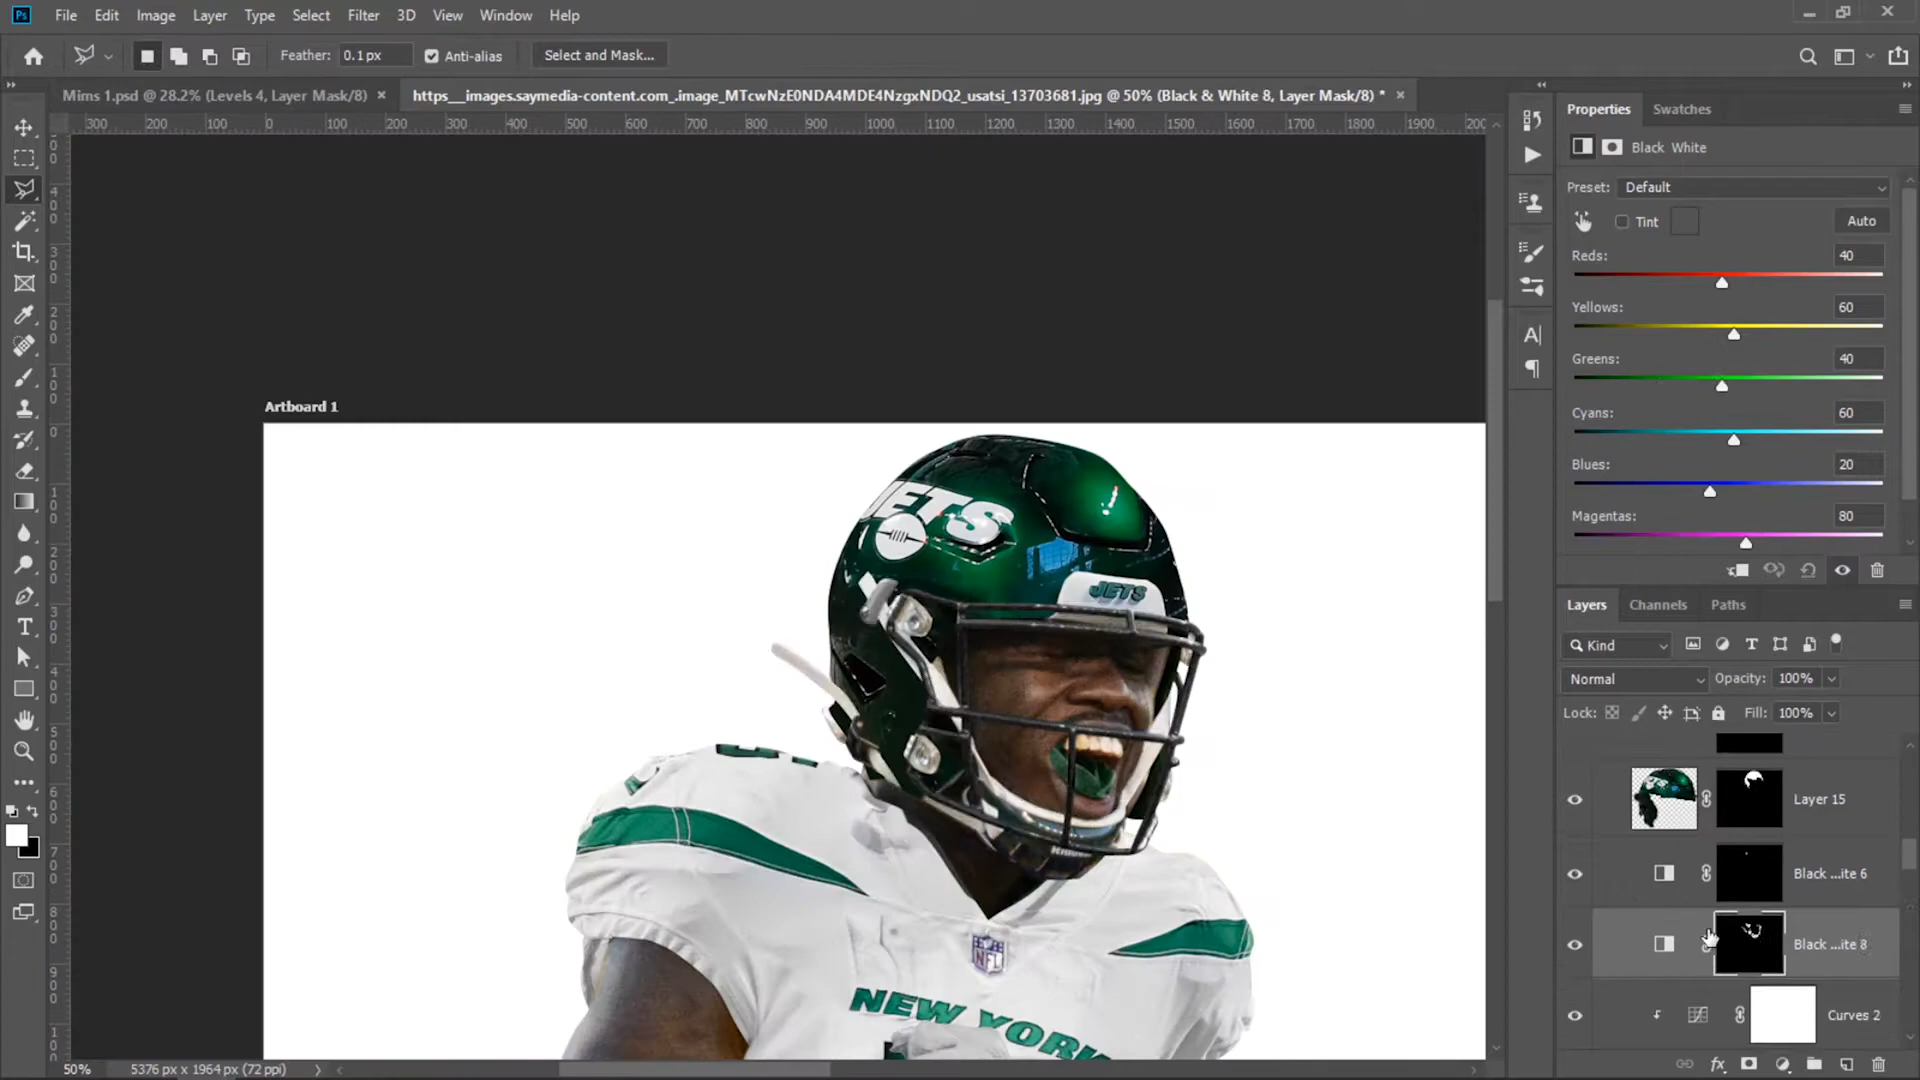 Ps File Edit Image Layer Type Select Filter 3D View Window Help
Feather: 0.1 px Anti-alias Select and Mask...
Mims 1.psd @ 28.2% (Levels 4, Layer Mask/8) × https__images.saymedia-content.com_.image_MTcwNzE0NDA4MDE4NzgxNDQ2_usatsi_13703681.jpg @ 50% (Black & White 8, Layer Mask/8) * ×
300 200 100 0 100 200 300 400 500 600 700 800 900 1000 1100 1200 1300 1400 1500 1600 1700 1800 1900
Properties Swatches
Black White
Preset: Default
Tint Auto
Reds: 40
Yellows: 60
Greens: 40
Cyans: 60
Blues: 20
Magentas: 80
Artboard 1
JETS
JETS
NFL
NEW YORK
Layers Channels Paths
Kind
Normal Opacity: 100%
Lock: Fill: 100%
Layer 15
Black ...ite 6
Black ...ite 8
Curves 2
50% 5376 px x 1964 px (72 ppi)